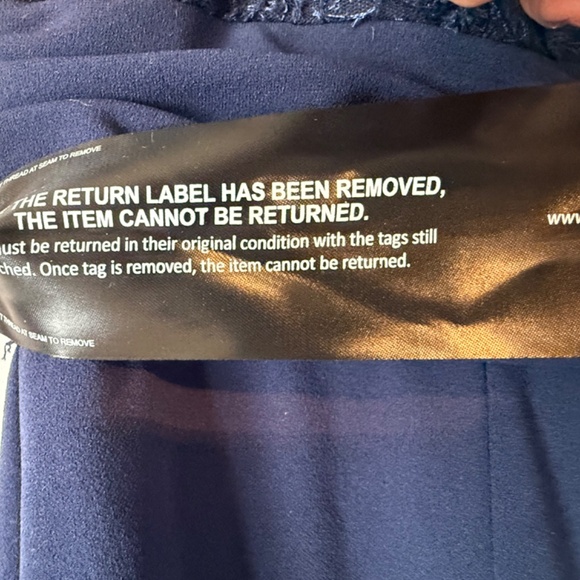 THREAD AT SEAM TO REMOVE
THE RETURN LABEL HAS BEEN REMOVED,
THE ITEM CANNOT BE RETURNED.
ust be returned in their original condition with the tags still
ched. Once tag is removed, the item cannot be returned.
www
THREAD AT SEAM TO REMOVE